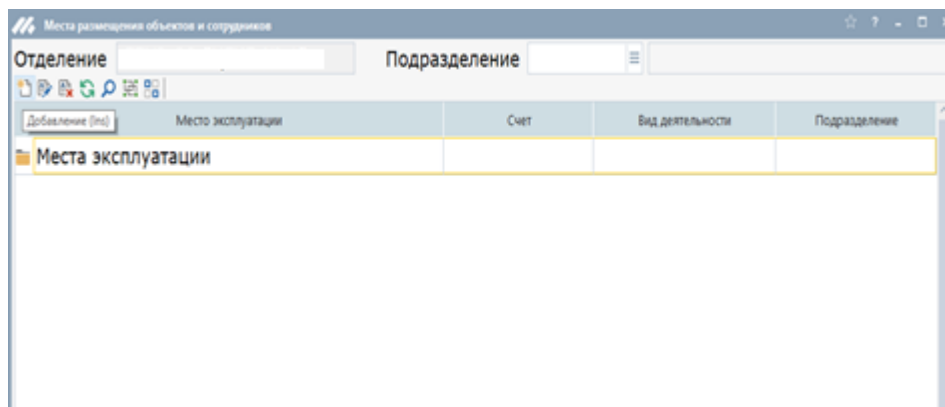 Места размещения объектов и сотрудников
Отделение Подразделение
Добавление (Ins) Место эксплуатации Счет Вид деятельности Подразделение
Места эксплуатации